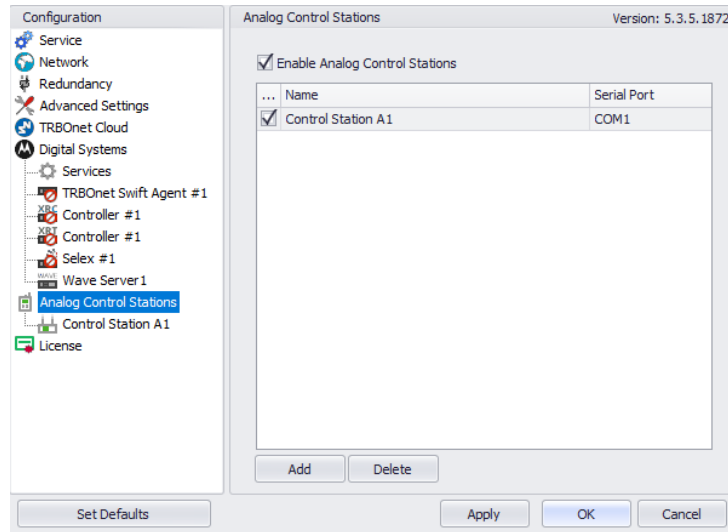 Configuration
Service
Network
Redundancy
Advanced Settings
TRBOnet Cloud
Digital Systems
Services
TRBOnet Swift Agent #1
XRC
Controller #1
XRT
Controller #1
Selex #1
WAVE
Wave Server1
Analog Control Stations
Control Station A1
License
Set Defaults
Analog Control Stations
Version: 5.3.5.1872
Enable Analog Control Stations
... Name Serial Port
Control Station A1 COM1
Add Delete
Apply OK Cancel